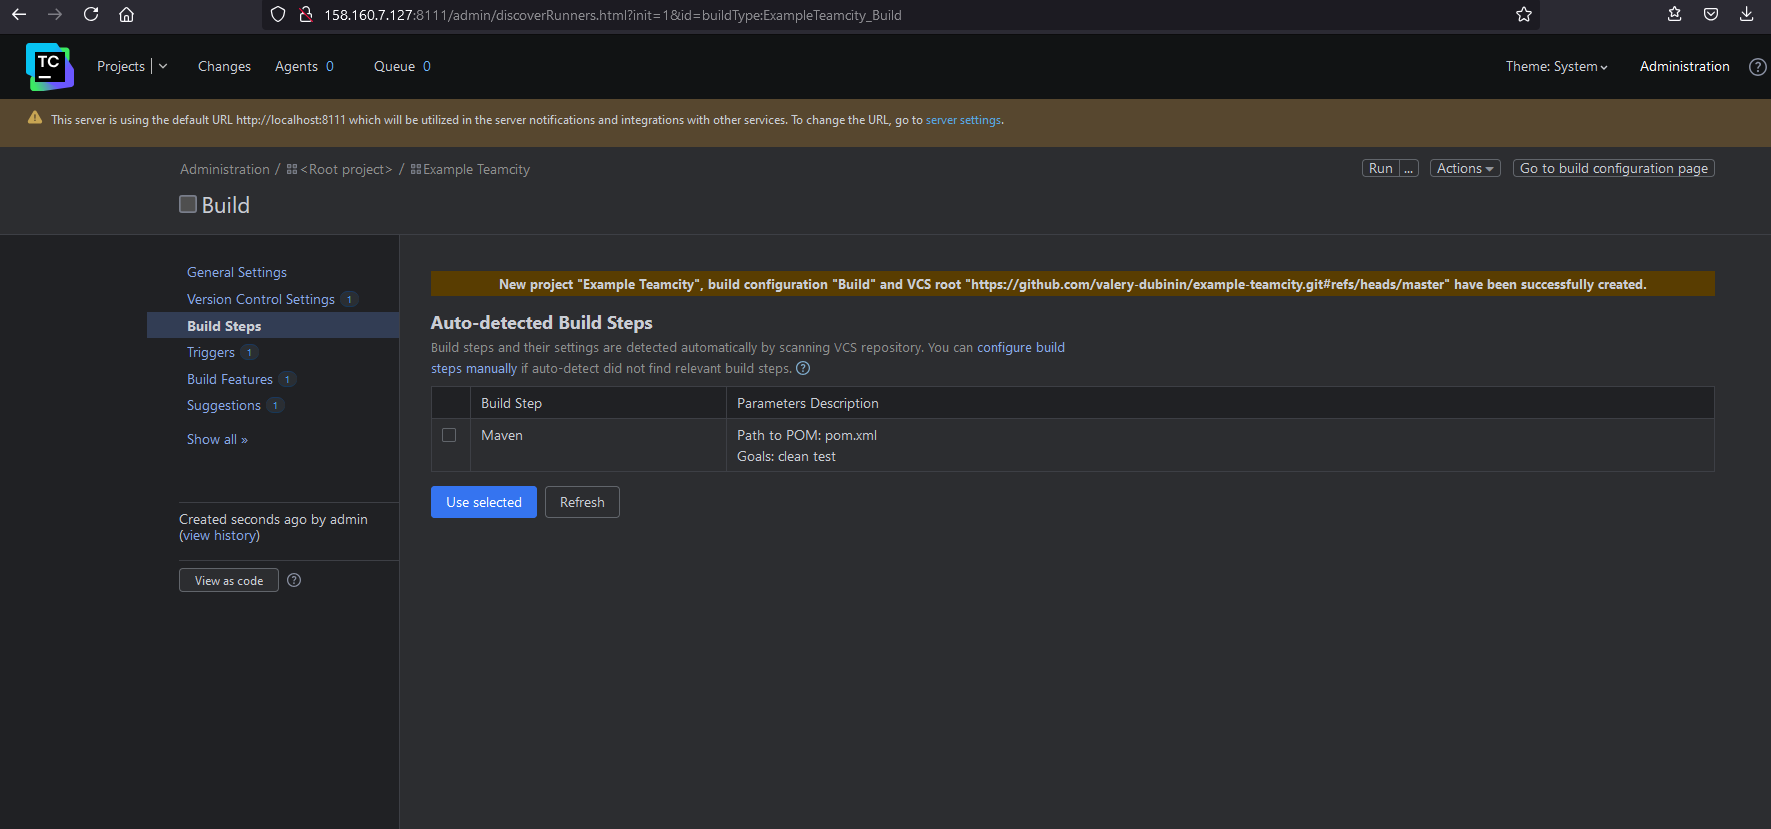 158.160.7.127:8111/admin/discoverRunners.html?init=1&id=buildType:ExampleTeamcity_Build
TC
Projects
Changes
Agents 0
Queue 0
Theme: System
Administration
?
This server is using the default URL http://localhost:8111 which will be utilized in the server notifications and integrations with other services. To change the URL, go to server settings.
Administration / <Root project> / Example Teamcity
Run ...
Actions
Go to build configuration page
Build
General Settings
Version Control Settings 1
Build Steps
Triggers 1
Build Features 1
Suggestions 1
Show all »
Created seconds ago by admin
(view history)
View as code ?
New project "Example Teamcity", build configuration "Build" and VCS root "https://github.com/valery-dubinin/example-teamcity.git#refs/heads/master" have been successfully created.
Auto-detected Build Steps
Build steps and their settings are detected automatically by scanning VCS repository. You can configure build
steps manually if auto-detect did not find relevant build steps. ?
Build Step Parameters Description
Maven Path to POM: pom.xml
Goals: clean test
Use selected Refresh